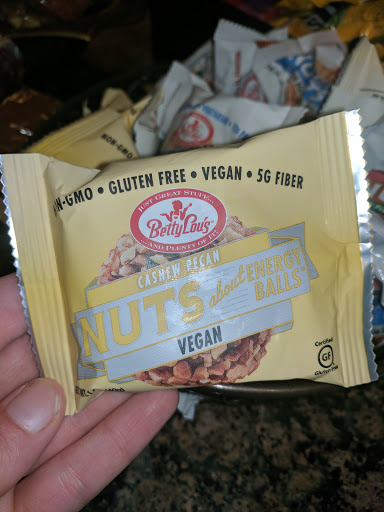 N-GMO • GLUTEN FREE • VEGAN • 5G FIBER
JUST GREAT STUFF...
Betty Lou's
...AND PLENTY OF IT!
CASHEW PECAN
NUTS about ENERGY
BALLS
VEGAN
Certified
GF
Gluten-Free
NON-GMO